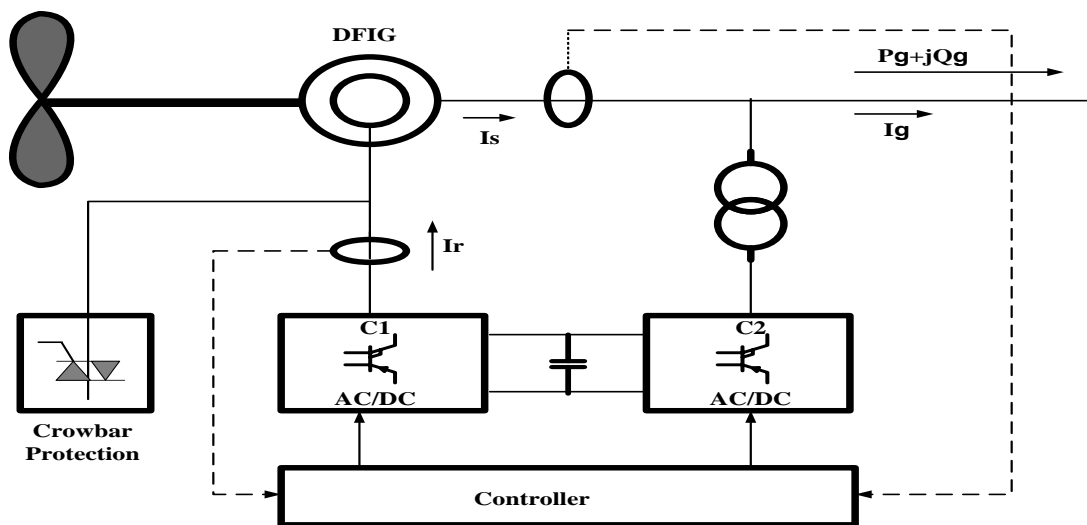 DFIG
Pg+jQg
Is
Ig
Ir
C1
C2
AC/DC
AC/DC
Crowbar
Protection
Controller